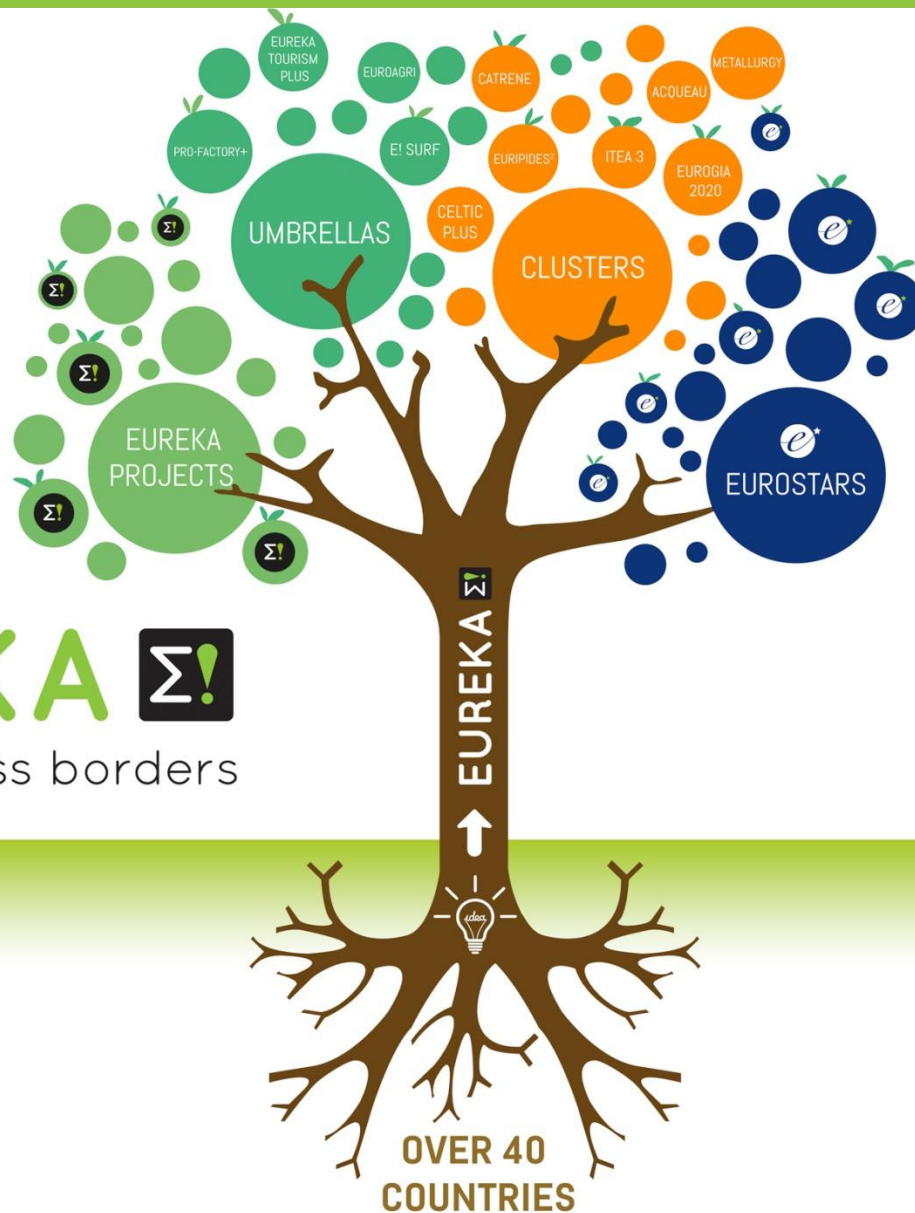 EUREKA
TOURISM
PLUS
EUROAGRI
CATRENE
METALLURGY
ACQUEAU
PRO-FACTORY+
E! SURF
EURIPIDES²
ITEA 3
EUROGIA
2020
CELTIC
PLUS
UMBRELLAS
CLUSTERS
Σ!
Σ!
Σ!
Σ!
Σ!
e
e
e
e
e
e
e
EUREKA
PROJECTS
EUROSTARS
EUREKA Σ!
KA Σ!
ss borders
idea
OVER 40
COUNTRIES